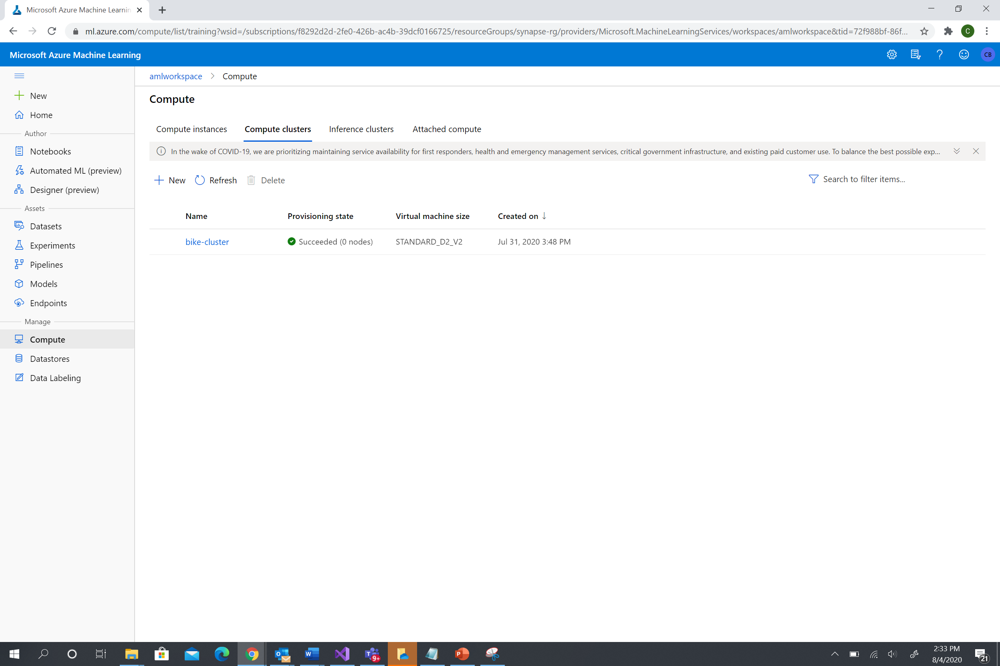 Microsoft Azure Machine Learnin
ml.azure.com/compute/list/training?wsid=/subscriptions/f8292d2d-2fe0-426b-ac4b-39dcf0166725/resourceGroups/synapse-rg/providers/Microsoft.MachineLearningServices/workspaces/amlworkspace&tid=72f988bf-86f...
C
Microsoft Azure Machine Learning
CB
New
Home
Author
Notebooks
Automated ML (preview)
Designer (preview)
Assets
Datasets
Experiments
Pipelines
Models
Endpoints
Manage
Compute
Datastores
Data Labeling
amlworkspace > Compute
Compute
Compute instances Compute clusters Inference clusters Attached compute
In the wake of COVID-19, we are prioritizing maintaining service availability for first responders, health and emergency management services, critical government infrastructure, and existing paid customer use. To balance the best possible exp...
New Refresh Delete Search to filter items...
Name Provisioning state Virtual machine size Created on ↓
bike-cluster Succeeded (0 nodes) STANDARD_D2_V2 Jul 31, 2020 3:48 PM
2:33 PM
8/4/2020
21
9+